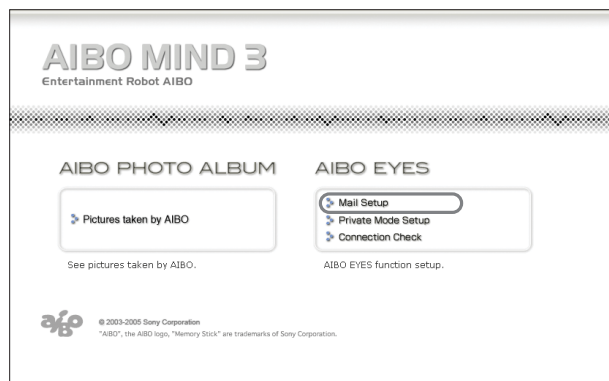 AIBO MIND 3
Entertainment Robot AIBO
AIBO PHOTO ALBUM
Pictures taken by AIBO
See pictures taken by AIBO.
AIBO EYES
Mail Setup
Private Mode Setup
Connection Check
AIBO EYES function setup.
aibo
© 2003-2005 Sony Corporation
"AIBO", the AIBO logo, "Memory Stick" are trademarks of Sony Corporation.